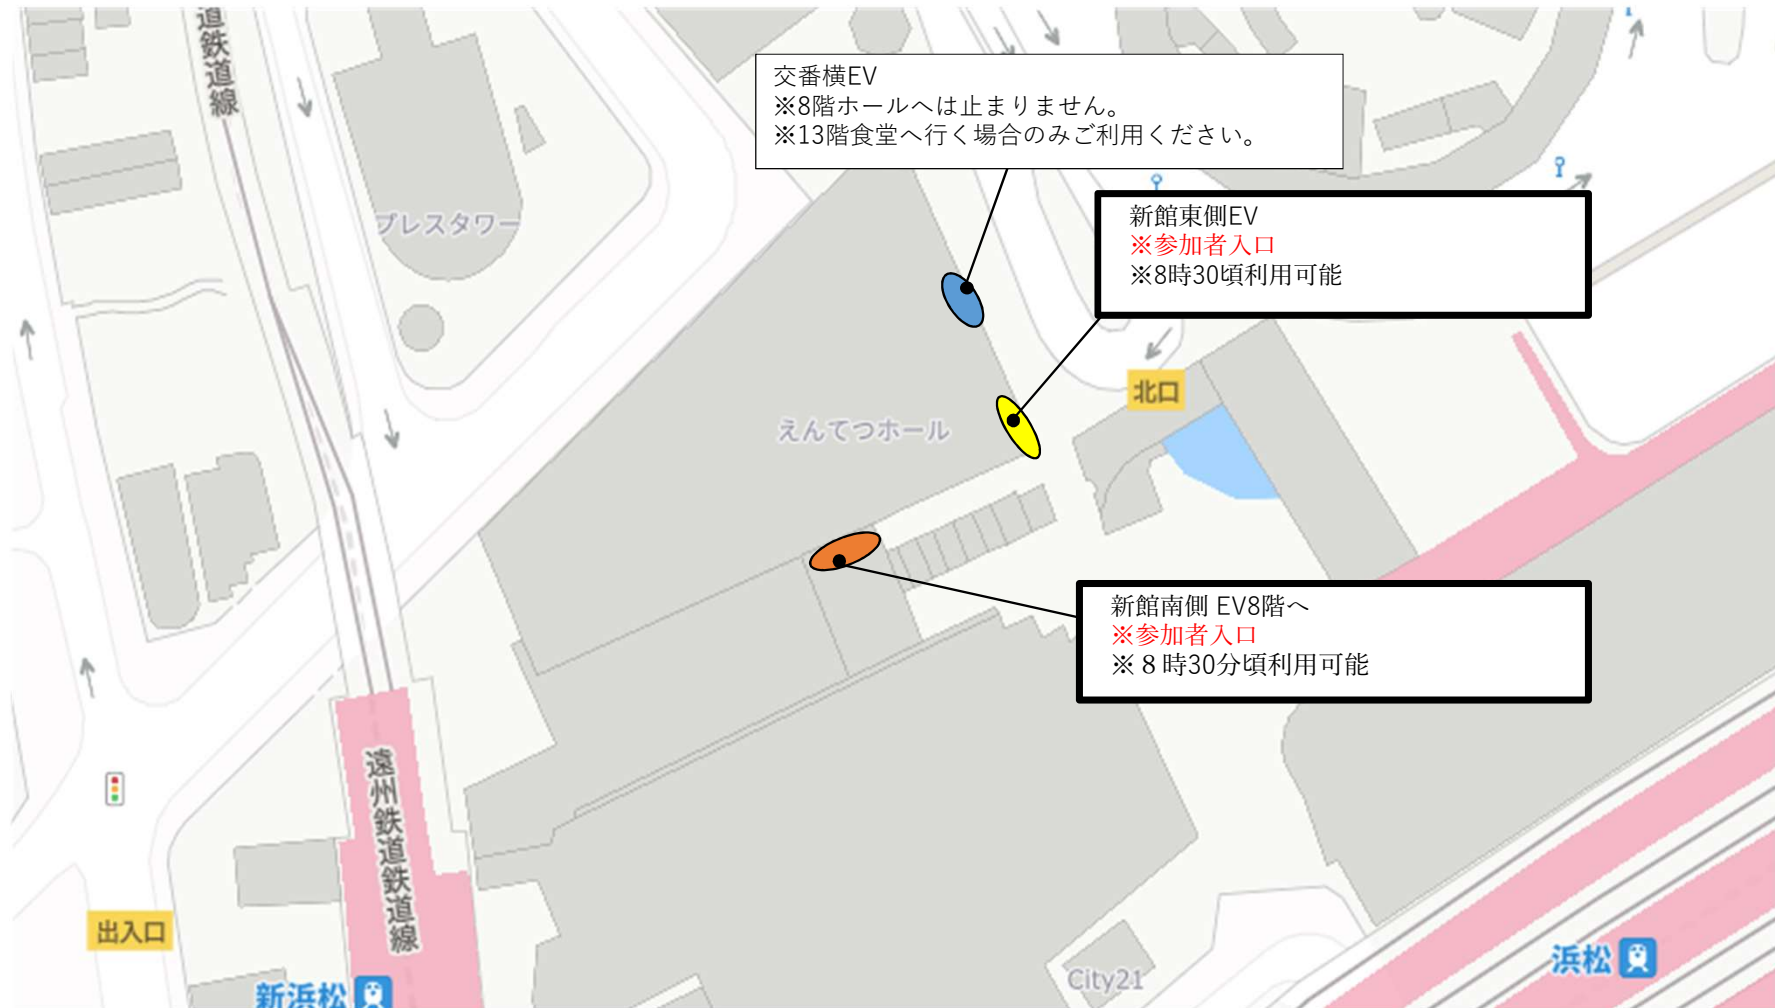 道鉄道線
交番横EV
※8階ホールへは止まりません。
※13階食堂へ行く場合のみご利用ください。
プレスタワー
新館東側EV
※参加者入口
※8時30頃利用可能
北口
えんてつホール
新館南側 EV8階へ
※参加者入口
※８時30分頃利用可能
遠州鉄道鉄道線
出入口
新浜松
City21
浜松